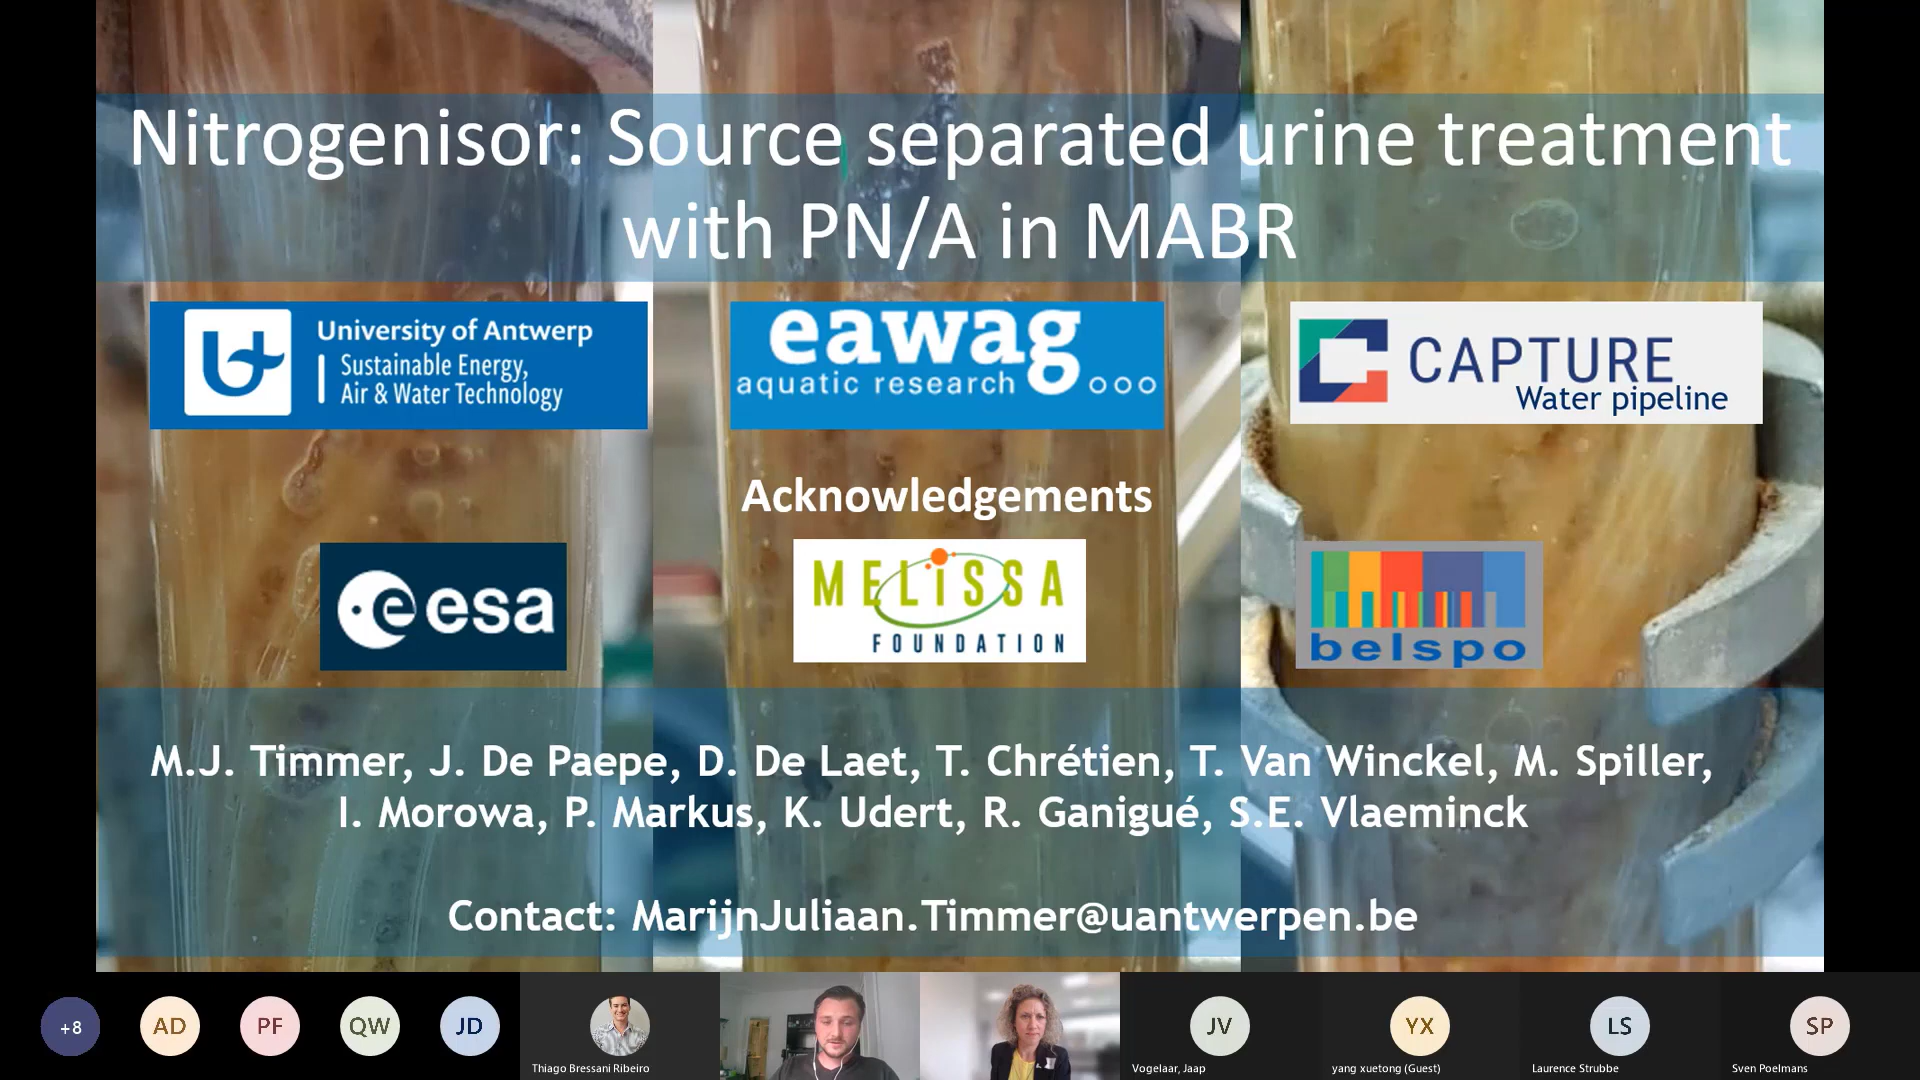 Nitrogenisor: Source separated urine treatment
with PN/A in MABR
University of Antwerp
Sustainable Energy,
Air & Water Technology
eawag
aquatic research
CAPTURE
Water pipeline
Acknowledgements
esa
MELiSSA
FOUNDATION
belspo
M.J. Timmer, J. De Paepe, D. De Laet, T. Chrétien, T. Van Winckel, M. Spiller,
I. Morowa, P. Markus, K. Udert, R. Ganigué, S.E. Vlaeminck
Contact: MarijnJuliaan.Timmer@uantwerpen.be
+8
AD
PF
QW
JD
Thiago Bressani Ribeiro
JV
Vogelaar, Jaap
YX
yang xuetong (Guest)
LS
Laurence Strubbe
SP
Sven Poelmans